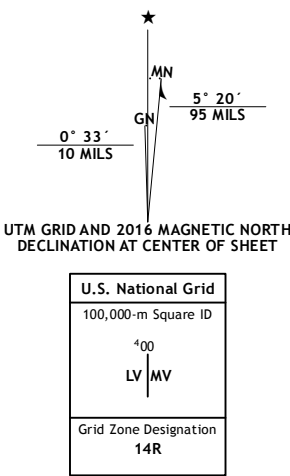 ★
MN
GN
5° 20´
95 MILS
0° 33´
10 MILS
UTM GRID AND 2016 MAGNETIC NORTH
DECLINATION AT CENTER OF SHEET
U.S. National Grid
100,000-m Square ID
⁴00
LV MV
Grid Zone Designation
14R